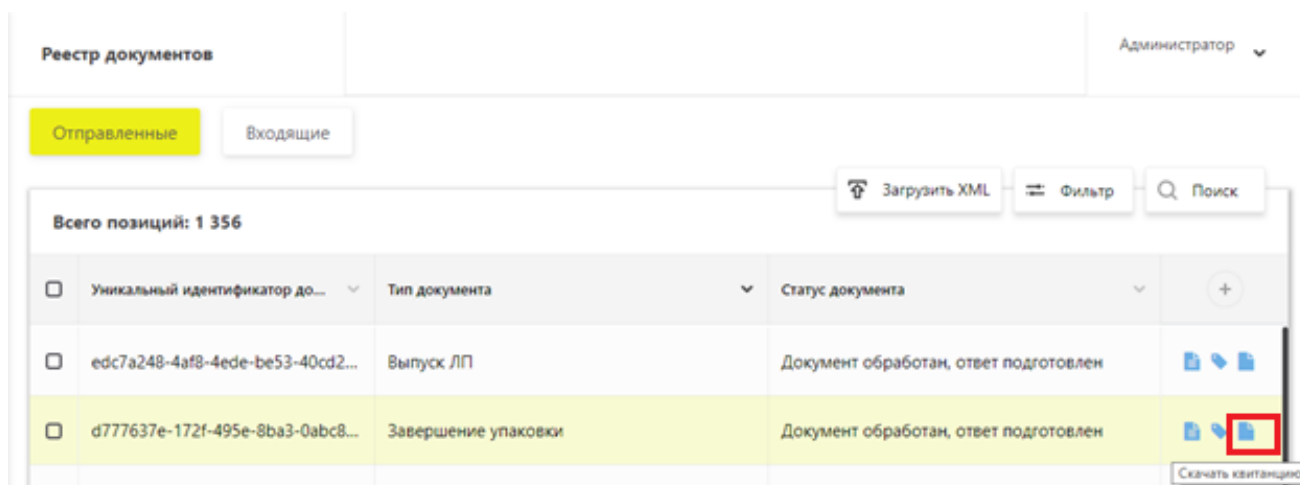 Реестр документов
Администратор
Отправленные Входящие
Загрузить XML Фильтр Поиск
Всего позиций: 1 356
Уникальный идентификатор до... Тип документа Статус документа
edc7a248-4af8-4ede-be53-40cd2... Выпуск ЛП Документ обработан, ответ подготовлен
d777637e-172f-495e-8ba3-0abc8... Завершение упаковки Документ обработан, ответ подготовлен
Скачать квитанцию